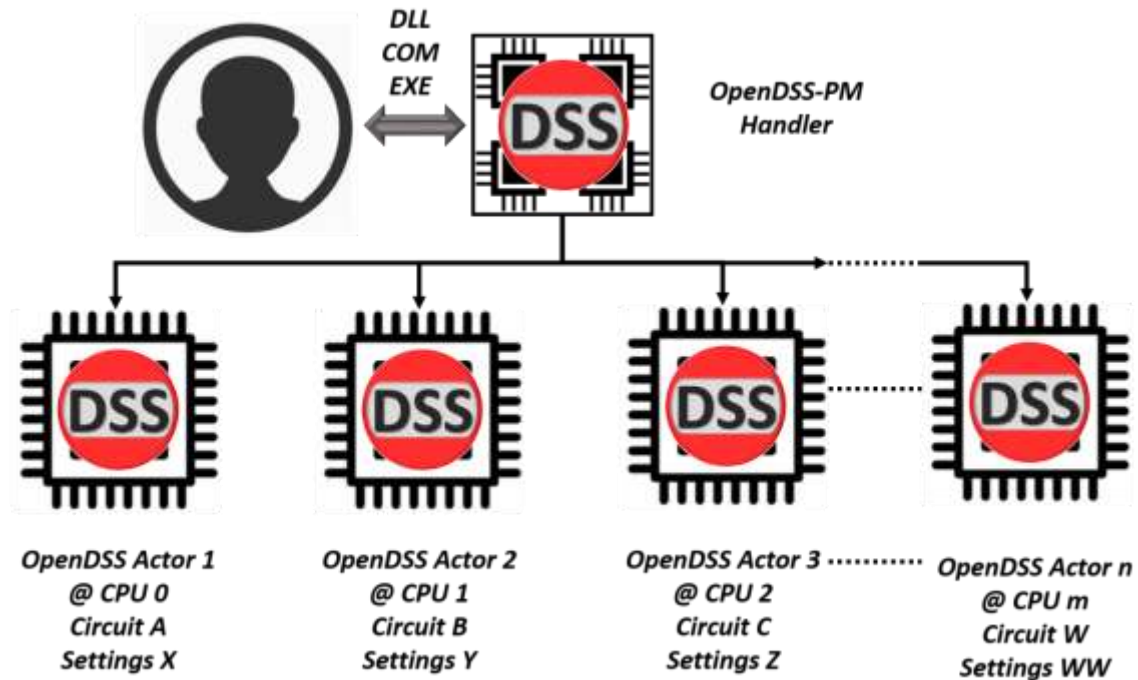 DLL
COM
EXE
DSS
OpenDSS-PM
Handler
DSS
DSS
DSS
DSS
OpenDSS Actor 1
@ CPU 0
Circuit A
Settings X
OpenDSS Actor 2
@ CPU 1
Circuit B
Settings Y
OpenDSS Actor 3
@ CPU 2
Circuit C
Settings Z
OpenDSS Actor n
@ CPU m
Circuit W
Settings WW